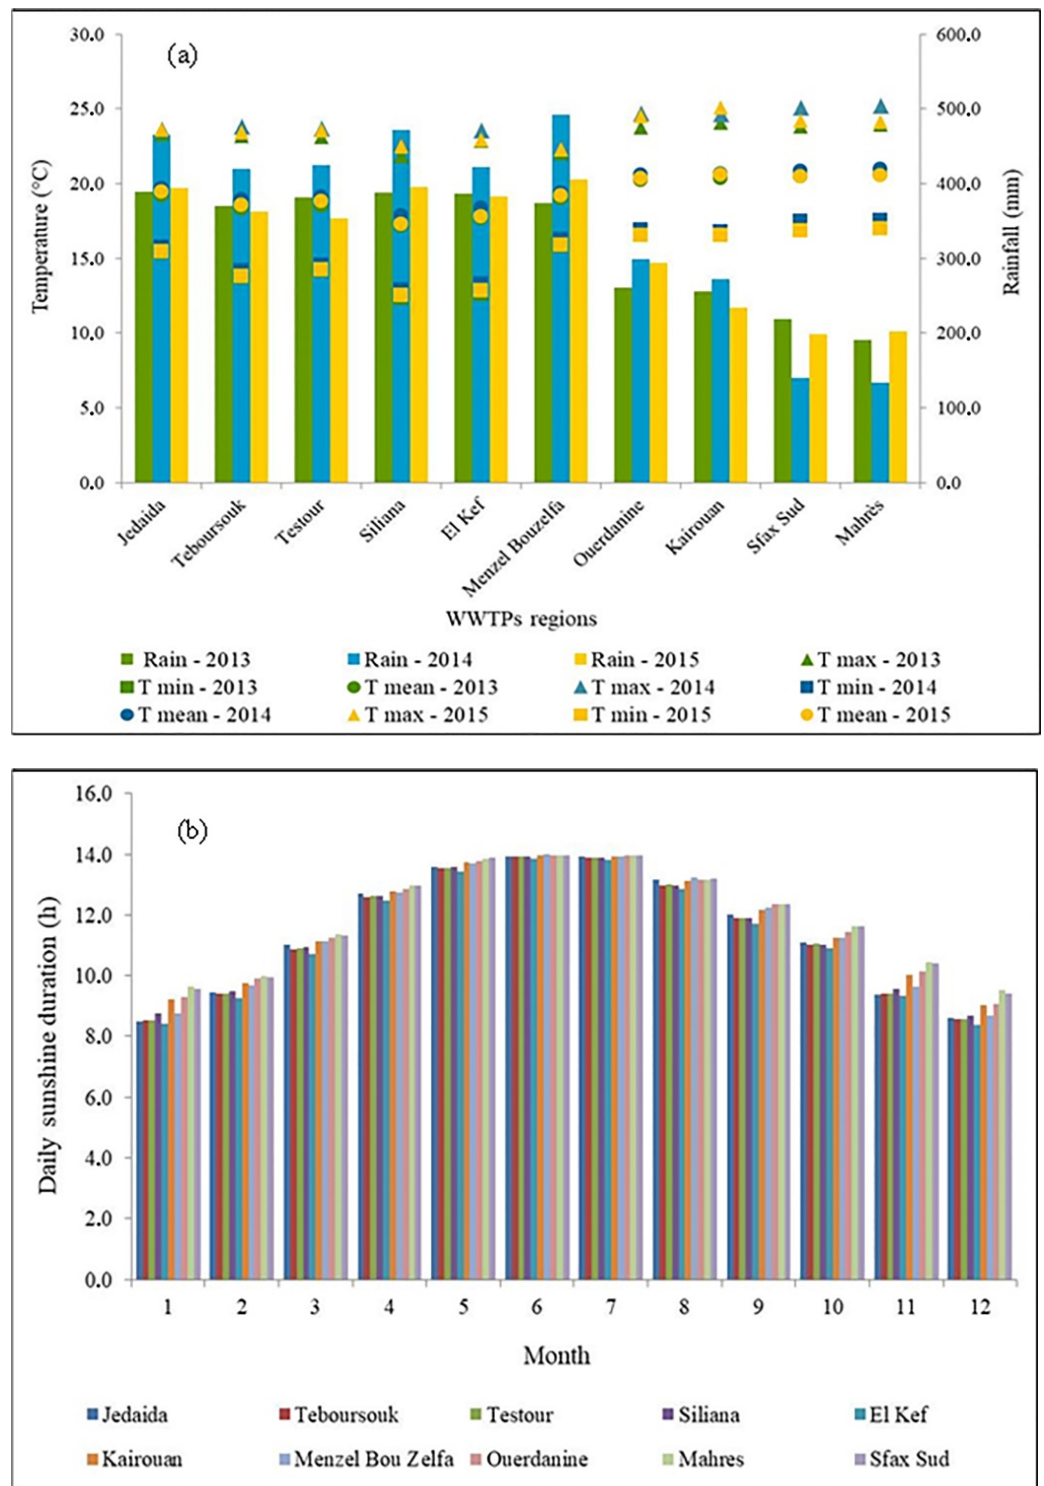 (a)
30.0
25.0
20.0
15.0
10.0
5.0
0.0
Temperature (°C)
600.0
500.0
400.0
300.0
200.0
100.0
0.0
Rainfall (mm)
Jedaida
Teboursouk
Testour
Siliana
El Kef
Menzel Bouzelfa
Ouerdanine
Kairouan
Sfax Sud
Mahrès
WWTPs regions
Rain - 2013 Rain - 2014 Rain - 2015 T max - 2013
T min - 2013 T mean - 2013 T max - 2014 T min - 2014
T mean - 2014 T max - 2015 T min - 2015 T mean - 2015
(b)
16.0
14.0
12.0
10.0
8.0
6.0
4.0
2.0
0.0
Daily sunshine duration (h)
1 2 3 4 5 6 7 8 9 10 11 12
Month
Jedaida Teboursouk Testour Siliana El Kef
Kairouan Menzel Bou Zelfa Ouerdanine Mahres Sfax Sud